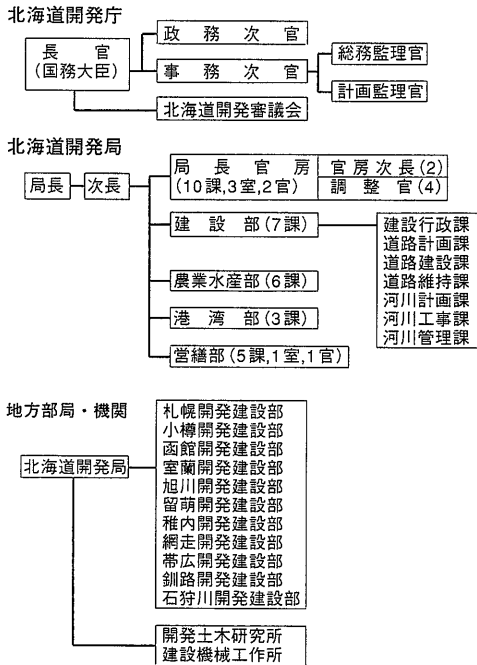 北海道開発庁
長官
(国務大臣)
政務次官
事務次官
総務監理官
計画監理官
北海道開発審議会
北海道開発局
局長
次長
局長官房
(10課,3室,2官)
官房次長(2)
調整官(4)
建設部(7課)
建設行政課
道路計画課
道路建設課
道路維持課
河川計画課
河川工事課
河川管理課
農業水産部(6課)
港湾部(3課)
営繕部(5課,1室,1官)
地方部局・機関
北海道開発局
札幌開発建設部
小樽開発建設部
函館開発建設部
室蘭開発建設部
旭川開発建設部
留萌開発建設部
稚内開発建設部
網走開発建設部
帯広開発建設部
釧路開発建設部
石狩川開発建設部
開発土木研究所
建設機械工作所